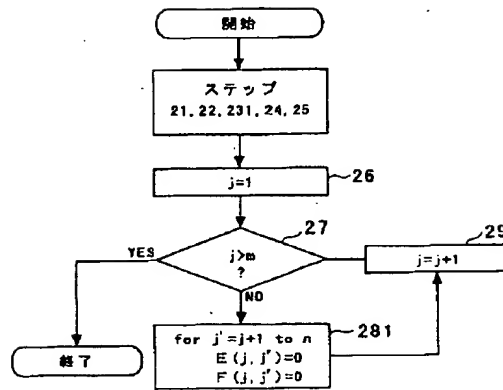 開始
ステップ
21,22,231,24,25
j=1
26
27
j>m
?
YES
NO
29
j=j+1
for j'=j+1 to n
E(j,j')=0
F(j,j')=0
281
終了